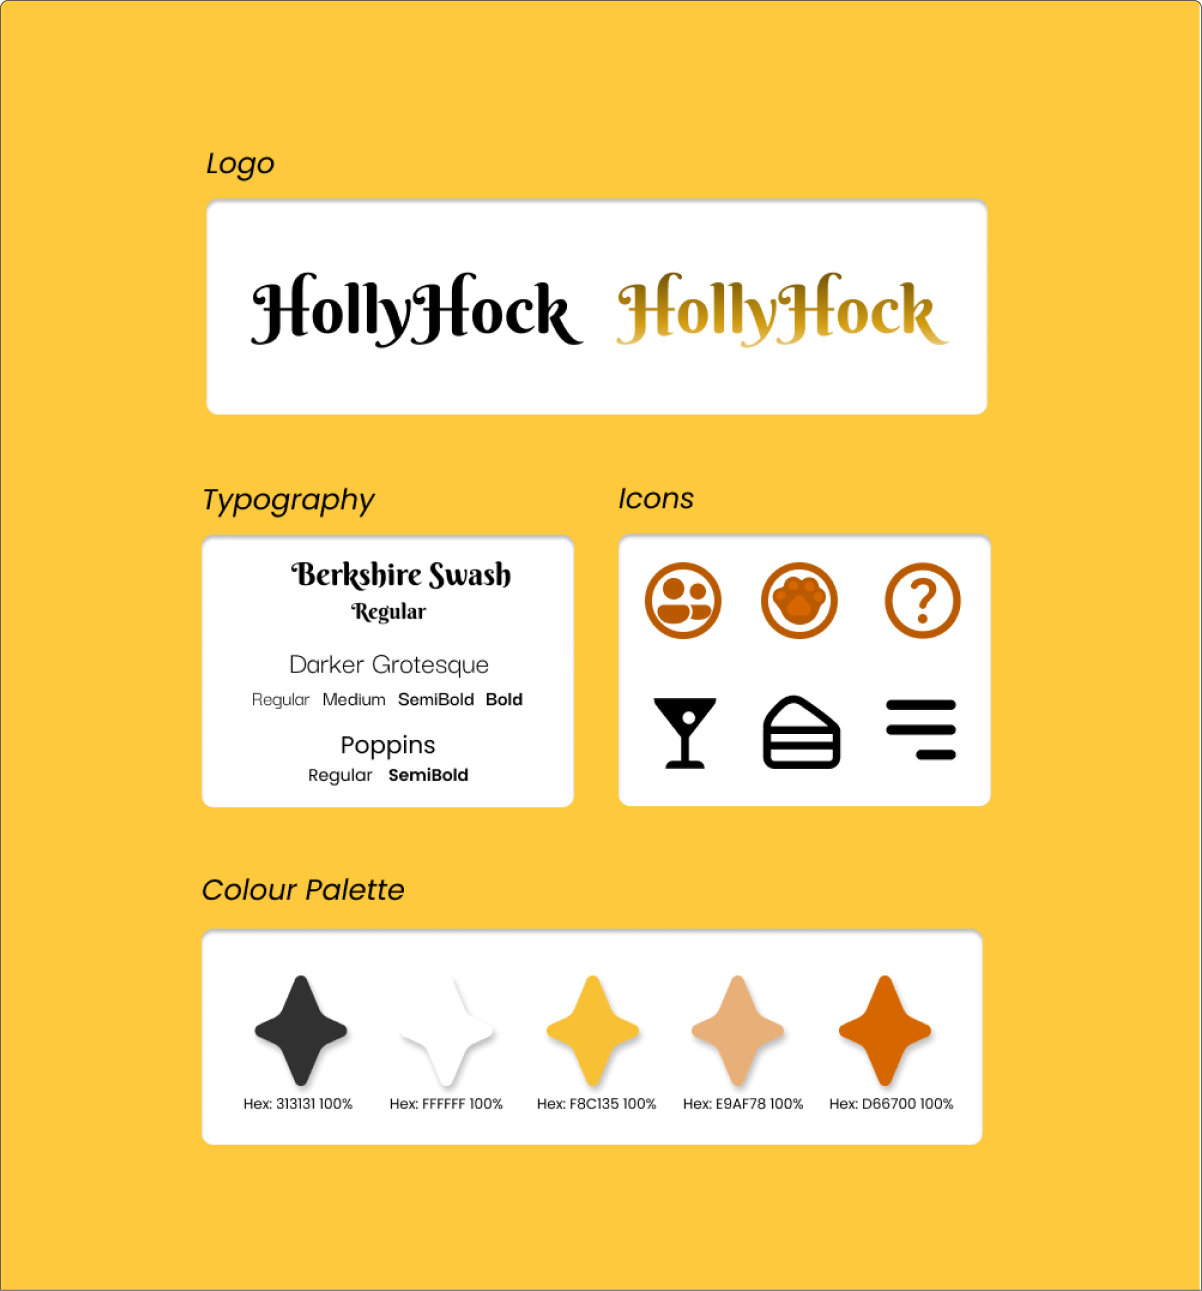 Logo
HollyHock HollyHock
Typography
Berkshire Swash
Regular
Darker Grotesque
Regular Medium SemiBold Bold
Poppins
Regular SemiBold
Icons
?
Colour Palette
Hex: 313131 100% Hex: FFFFFF 100% Hex: F8C135 100% Hex: E9AF78 100% Hex: D66700 100%